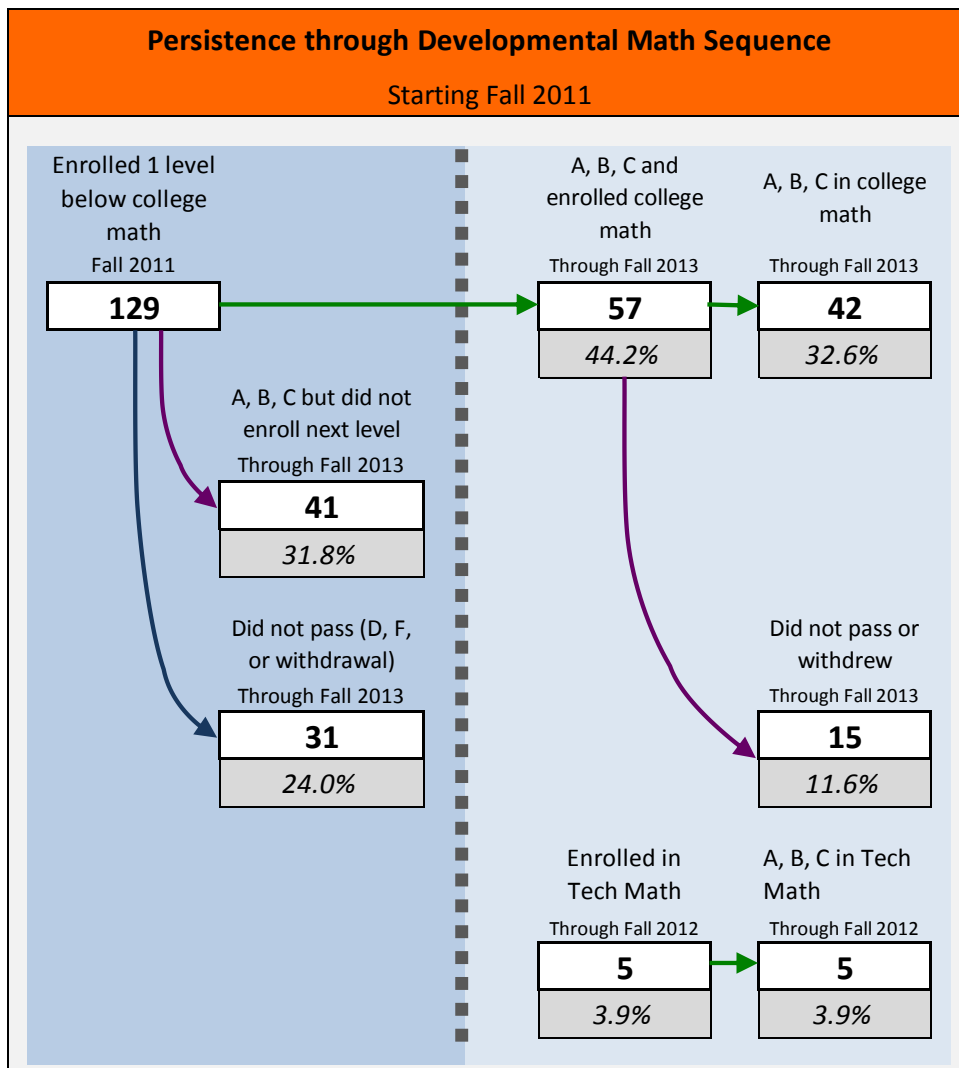 Persistence through Developmental Math Sequence
Starting Fall 2011
Enrolled 1 level
below college
math
Fall 2011
129
A, B, C and
enrolled college
math
Through Fall 2013
57
44.2%
A, B, C in college
math
Through Fall 2013
42
32.6%
A, B, C but did not
enroll next level
Through Fall 2013
41
31.8%
Did not pass (D, F,
or withdrawal)
Through Fall 2013
31
24.0%
Did not pass or
withdrew
Through Fall 2013
15
11.6%
Enrolled in
Tech Math
Through Fall 2012
5
3.9%
A, B, C in Tech
Math
Through Fall 2012
5
3.9%